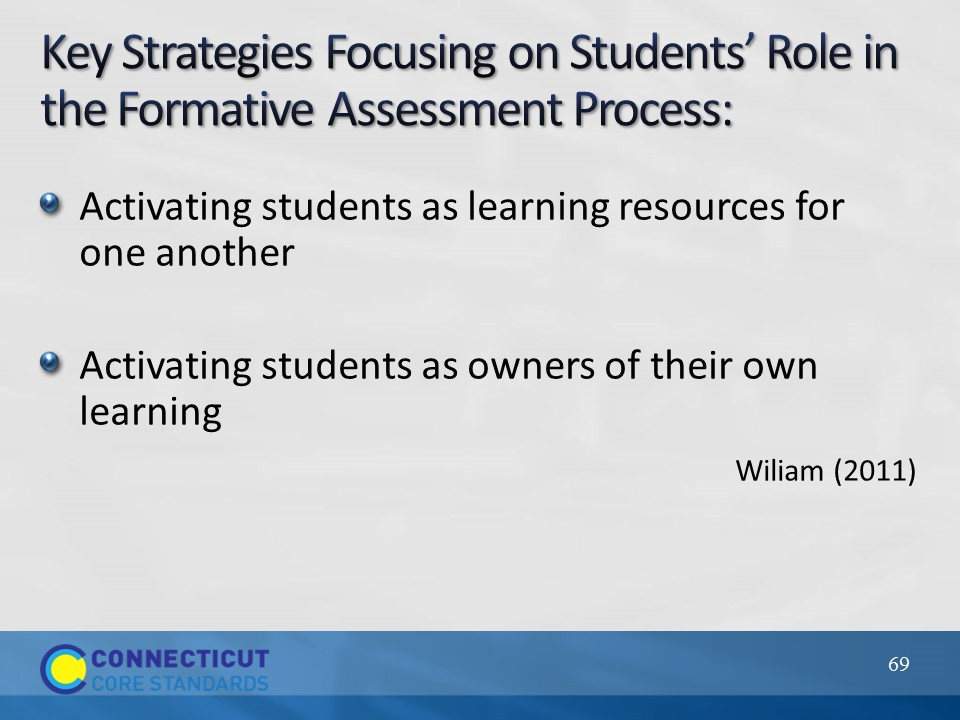 Key Strategies Focusing on Students’ Role in
the Formative Assessment Process:
Activating students as learning resources for
one another
Activating students as owners of their own
learning
Wiliam (2011)
CONNECTICUT
CORE STANDARDS
69